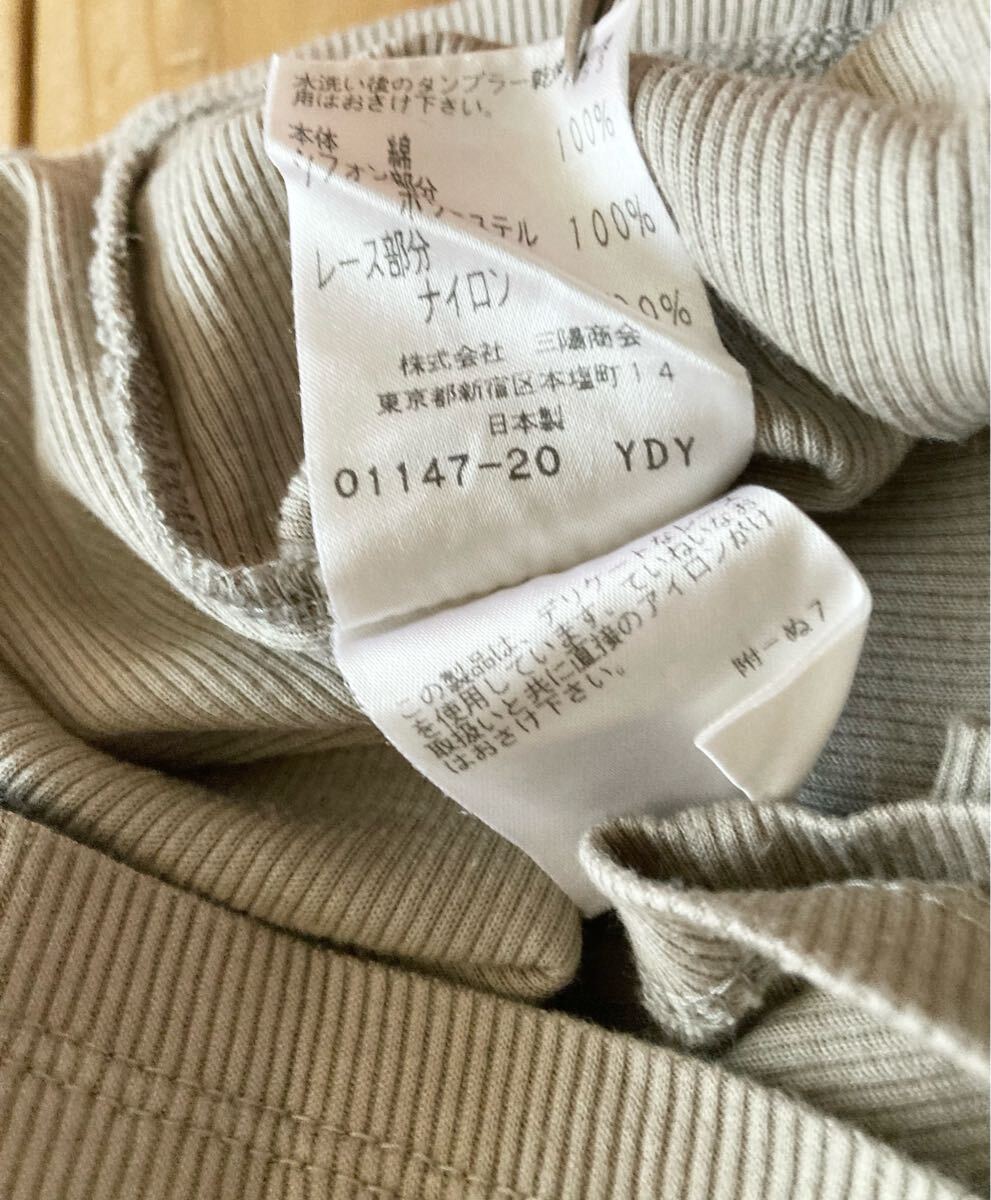 水洗い後のタンブラー乾
用はおさけ下さい。
本体 綿 100%
シフォン部分
ポリエステル 100%
レース部分
ナイロン
株式会社 三陽商会
東京都新宿区本塩町14
日本製
01147-20 YDY
この製品は、デリケートな
を使用しています。ていねいなお
取扱いと共に直接のアイロンがけ
はおさけ下さい。
附-ぬ7